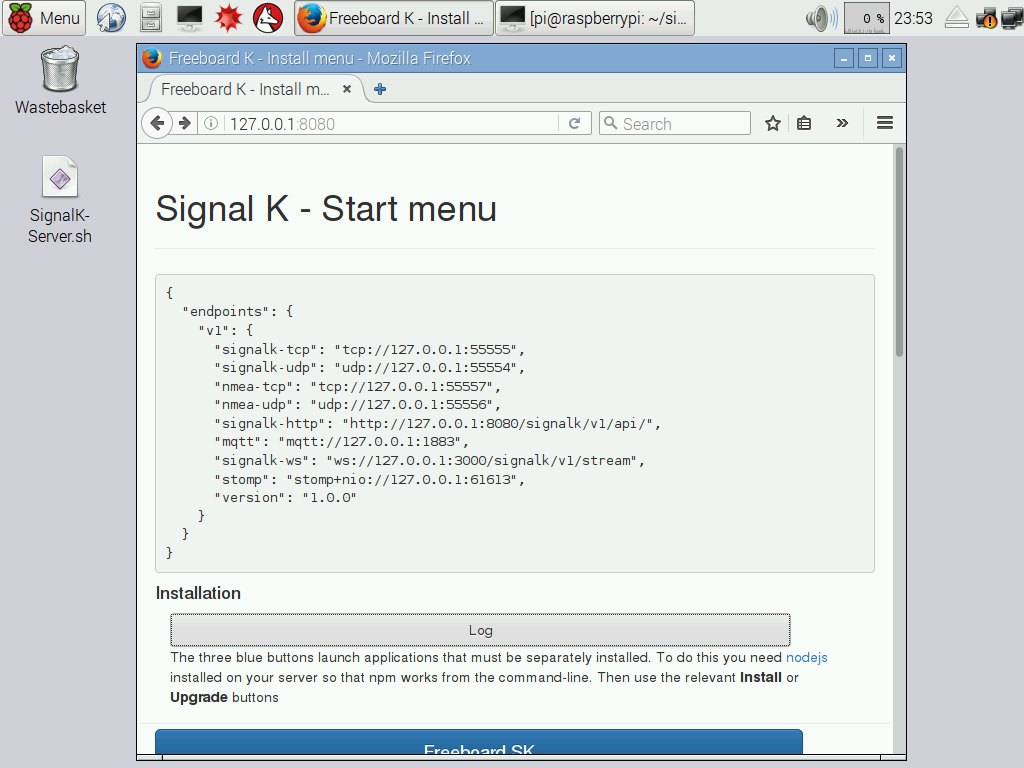 Menu
Freeboard K - Install ...
[pi@raspberrypi: ~/si...
0 %
23:53
Wastebasket
SignalK-
Server.sh
Freeboard K - Install menu - Mozilla Firefox
Freeboard K - Install m...
127.0.0.1:8080
Search
Signal K - Start menu
{
"endpoints": {
"v1": {
"signalk-tcp": "tcp://127.0.0.1:55555",
"signalk-udp": "udp://127.0.0.1:55554",
"nmea-tcp": "tcp://127.0.0.1:55557",
"nmea-udp": "udp://127.0.0.1:55556",
"signalk-http": "http://127.0.0.1:8080/signalk/v1/api/",
"mqtt": "mqtt://127.0.0.1:1883",
"signalk-ws": "ws://127.0.0.1:3000/signalk/v1/stream",
"stomp": "stomp+nio://127.0.0.1:61613",
"version": "1.0.0"
}
}
}
Installation
Log
The three blue buttons launch applications that must be separately installed. To do this you need nodejs
installed on your server so that npm works from the command-line. Then use the relevant Install or
Upgrade buttons
Freeboard SK